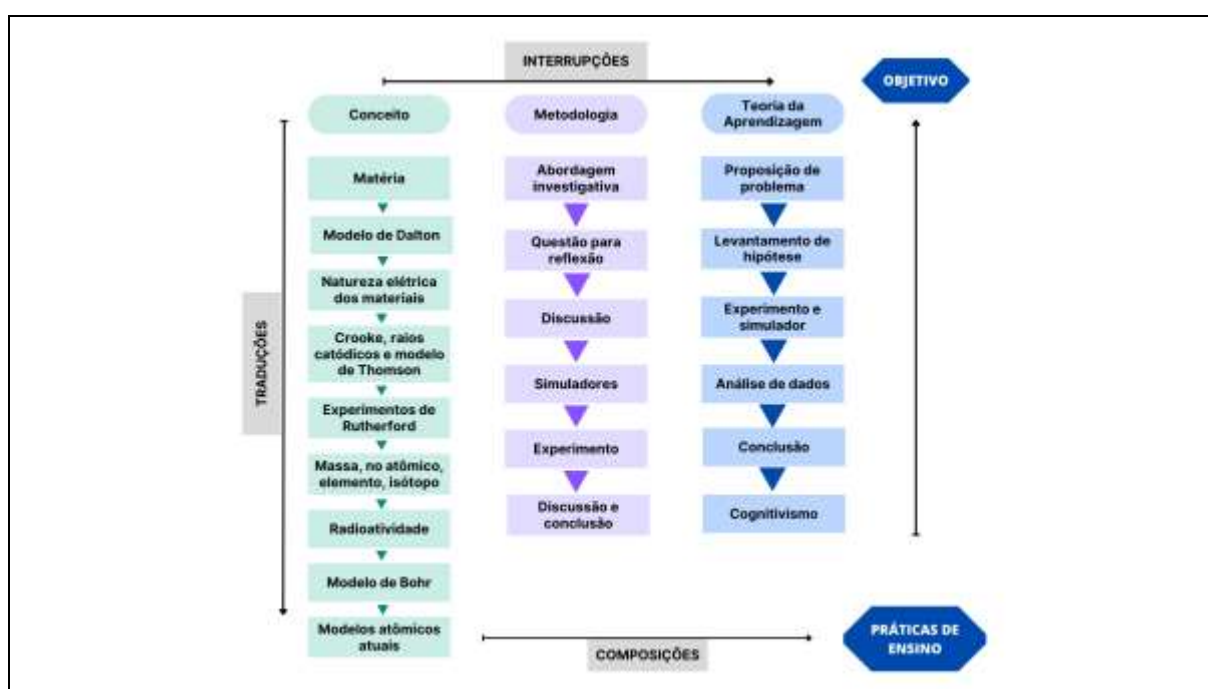 INTERRUPÇÕES
OBJETIVO
Conceito
Metodologia
Teoria da
Aprendizagem
TRADUÇÕES
Matéria
Modelo de Dalton
Natureza elétrica
dos materiais
Crooke, raios
catódicos e modelo
de Thomson
Experimentos de
Rutherford
Massa, no atômico,
elemento, isótopo
Radioatividade
Modelo de Bohr
Modelos atômicos
atuais
Abordagem
investigativa
Questão para
reflexão
Discussão
Simuladores
Experimento
Discussão e
conclusão
Proposição de
problema
Levantamento de
hipótese
Experimento e
simulador
Análise de dados
Conclusão
Cognitivismo
COMPOSIÇÕES
PRÁTICAS DE
ENSINO